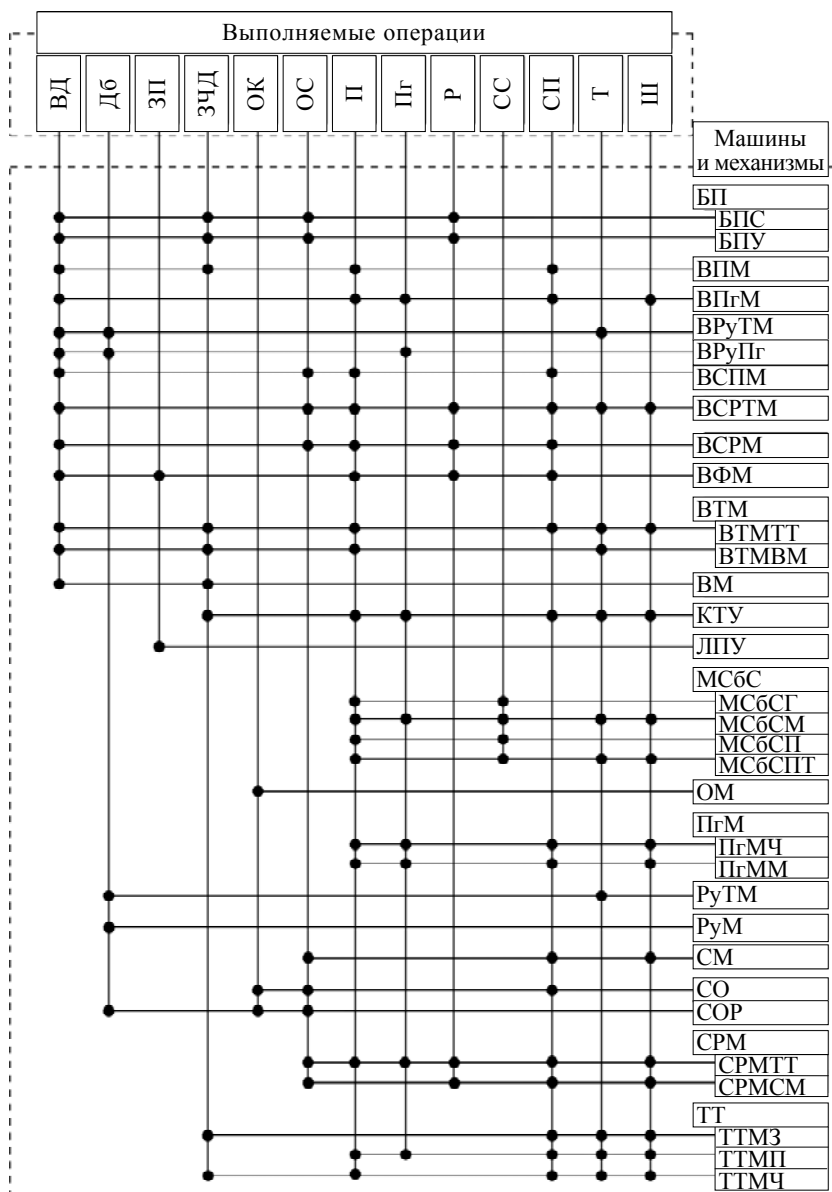 Выполняемые операции
ВД
Дб
ЗП
ЗЧД
ОК
ОС
П
Пг
Р
СС
СП
Т
Ш
Машины
и механизмы
БП
БПС
БПУ
ВПМ
ВПгМ
ВРуТМ
ВРуПг
ВСПМ
ВСРТМ
ВСРМ
ВФМ
ВТМ
ВТМТТ
ВТМВМ
ВМ
КТУ
ЛПУ
МСбС
МСбСГ
МСбСМ
МСбСП
МСбСПТ
ОМ
ПгМ
ПгМЧ
ПгММ
РуТМ
РуМ
СМ
СО
СОР
СРМ
СРМТТ
СРМСМ
ТТ
ТТМЗ
ТТМП
ТТМЧ